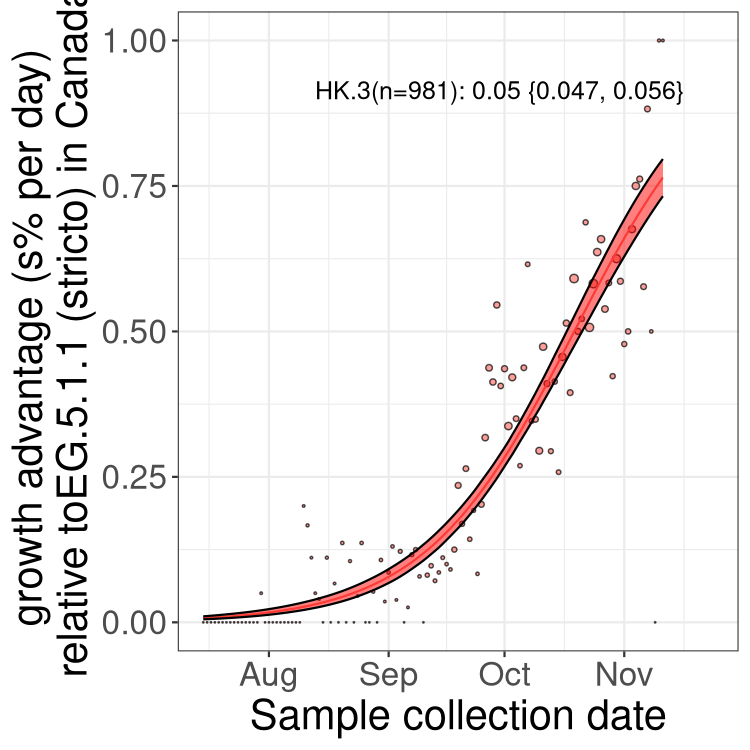 growth advantage (s% per day)
relative toEG.5.1.1 (stricto) in Canada
1.00
0.75
0.50
0.25
0.00
HK.3(n=981): 0.05 {0.047, 0.056}
Aug Sep Oct Nov
Sample collection date